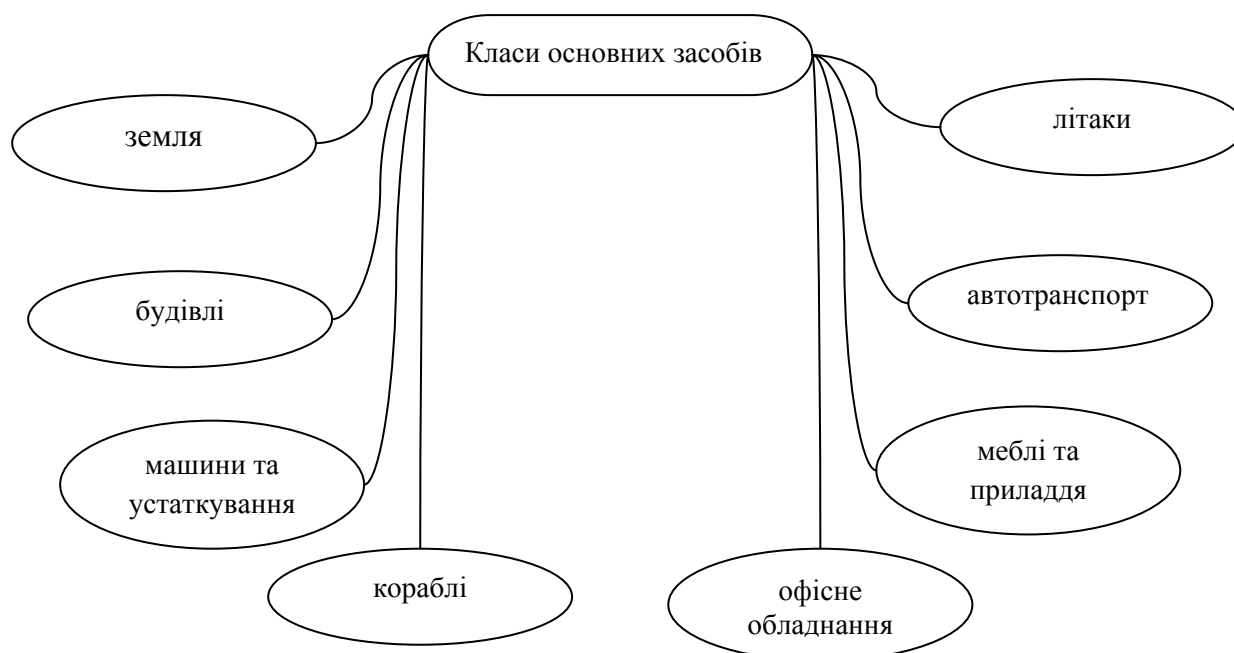 Класи основних засобів
земля
літаки
будівлі
автотранспорт
машини та
устаткування
меблі та
приладдя
кораблі
офісне
обладнання